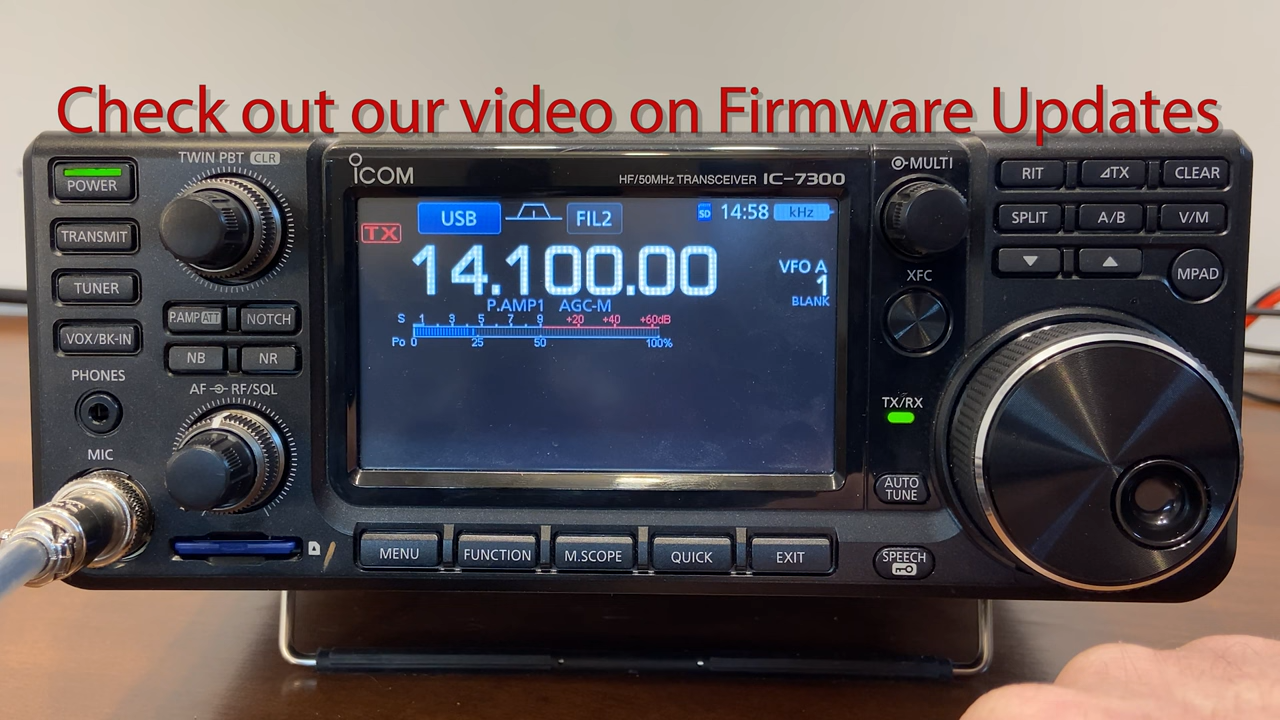 Check out our video on Firmware Updates
TWIN PBT CLR
ICOM
HF/50MHz TRANSCEIVER IC-7300
MULTI
POWER
TRANSMIT
TUNER
VOX/BK-IN
PHONES
MIC
P.AMP ATT
NOTCH
NB
NR
AF RF/SQL
USB
FIL2
SD
14:58
kHz
TX
14.100.00
VFO A
1
BLANK
P.AMP1 AGC-M
S 1 3 5 7 9 +20 +40 +60dB
Po 0 25 50 100%
XFC
TX/RX
AUTO
TUNE
SPEECH
RIT
⊿TX
CLEAR
SPLIT
A/B
V/M
▼
▲
MPAD
MENU
FUNCTION
M.SCOPE
QUICK
EXIT